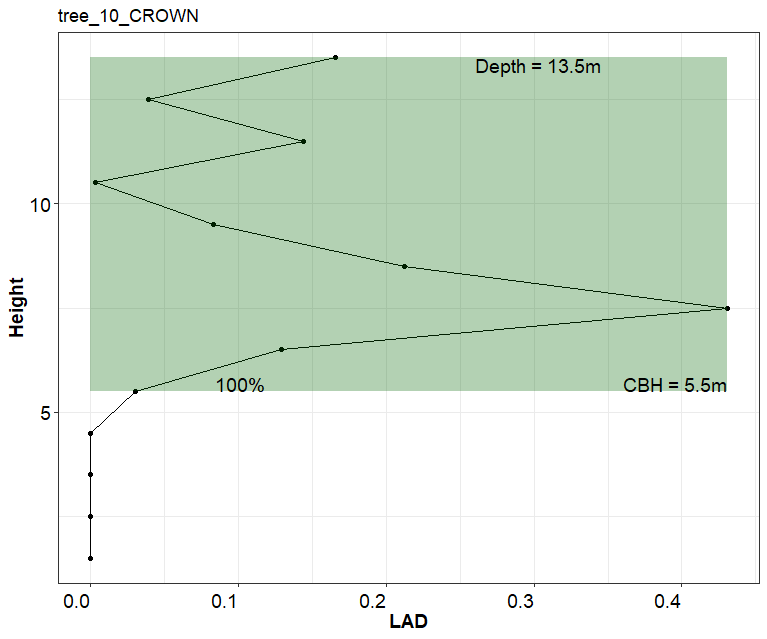 tree_10_CROWN
Depth = 13.5m
10
Height
100%
CBH = 5.5m
5
0.0 0.1 0.2 0.3 0.4
LAD